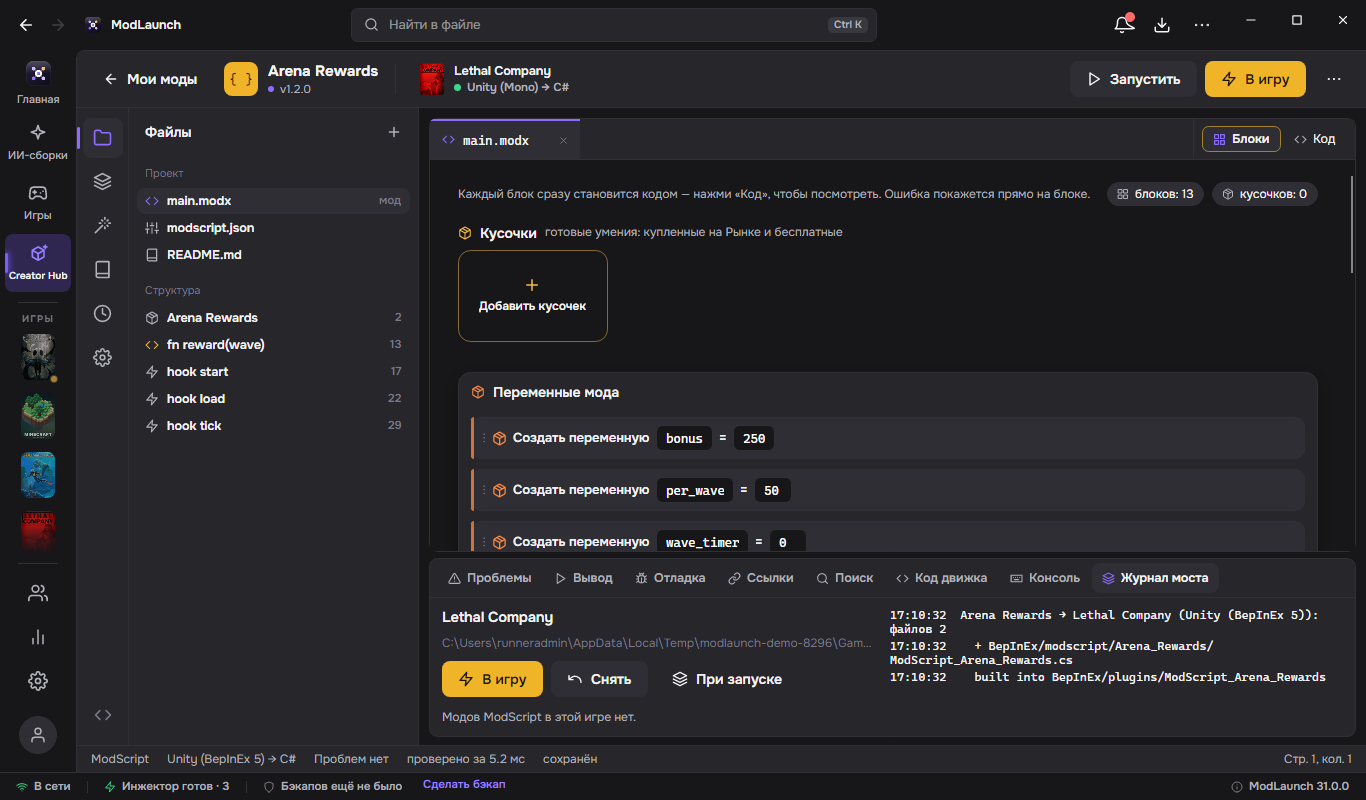 ModLaunch
Найти в файле
Ctrl K
Главная
ИИ-сборки
Игры
Creator Hub
ИГРЫ
MINECRAFT
LETHAL COMPANY
Мои моды
{ }
Arena Rewards
v1.2.0
Lethal Company
Unity (Mono) → C#
Запустить
В игру
Файлы
Проект
main.modx мод
modscript.json
README.md
Структура
Arena Rewards 2
fn reward(wave) 13
hook start 17
hook load 22
hook tick 29
main.modx
Блоки
Код
Каждый блок сразу становится кодом — нажми «Код», чтобы посмотреть. Ошибка покажется прямо на блоке.
блоков: 13
кусочков: 0
Кусочки готовые умения: купленные на Рынке и бесплатные
Добавить кусочек
Переменные мода
Создать переменную bonus = 250
Создать переменную per_wave = 50
Создать переменную wave_timer = 0
Проблемы
Вывод
Отладка
Ссылки
Поиск
Код движка
Консоль
Журнал моста
Lethal Company
C:\Users\runneradmin\AppData\Local\Temp\modlaunch-demo-8296\Gam...
В игру
Снять
При запуске
Модов ModScript в этой игре нет.
17:10:32 Arena Rewards → Lethal Company (Unity (BepInEx 5)):
файлов 2
17:10:32 + BepInEx/modscript/Arena_Rewards/
ModScript_Arena_Rewards.cs
17:10:32 built into BepInEx/plugins/ModScript_Arena_Rewards
ModScript
Unity (BepInEx 5) → C#
Проблем нет
проверено за 5.2 мс
сохранён
Стр. 1, кол. 1
В сети
Инжектор готов · 3
Бэкапов ещё не было
Сделать бэкап
ModLaunch 31.0.0